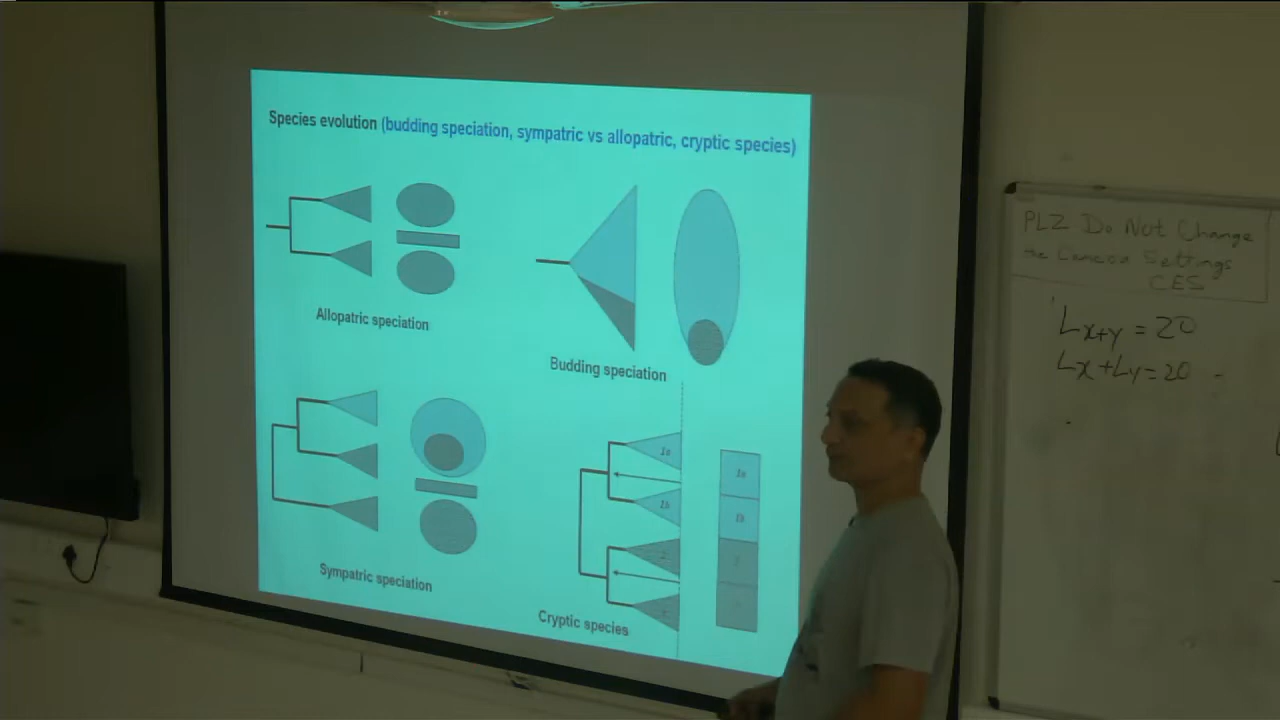 Species evolution (budding speciation, sympatric vs allopatric, cryptic species)
Allopatric speciation
Budding speciation
1a
1b
1a
1b
Sympatric speciation
Cryptic species
PLZ Do Not Change
the Camera Settings
CES
Lx+y = 20
Lx+Ly=20